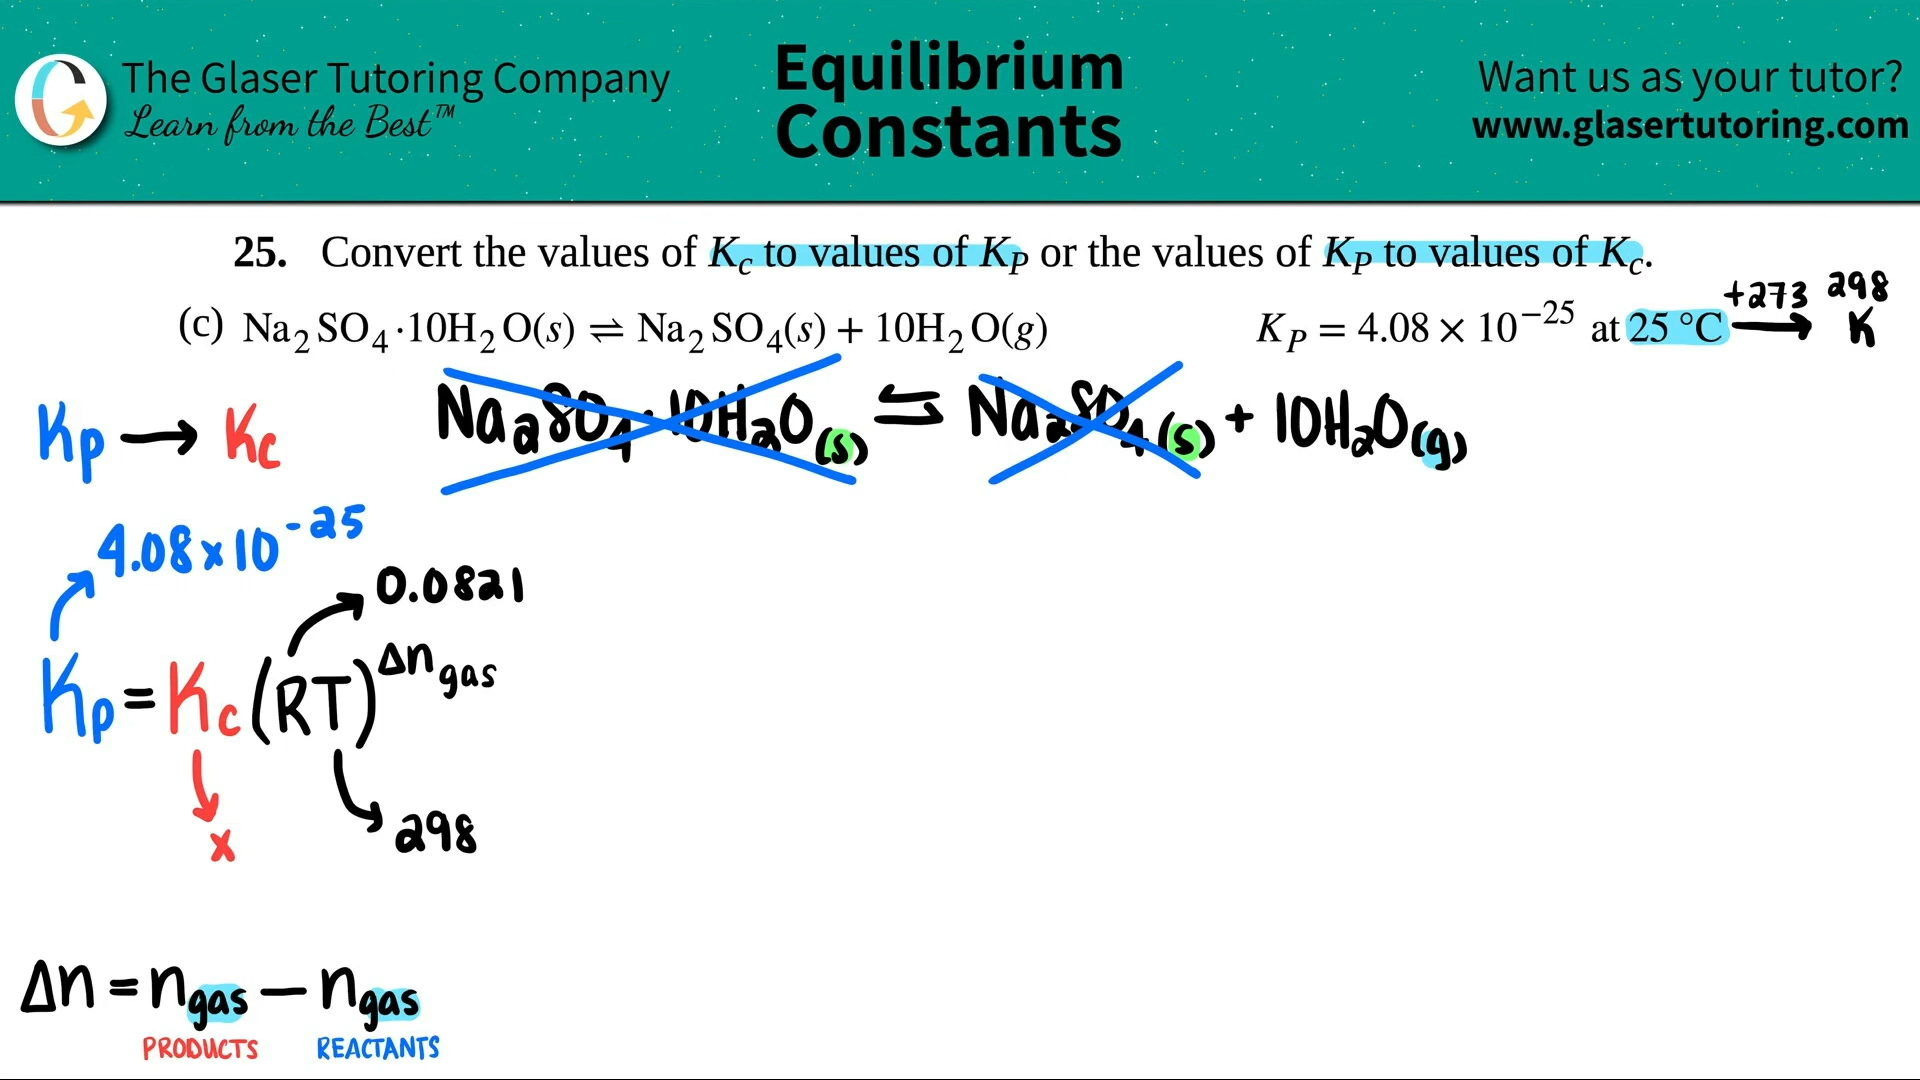 The Glaser Tutoring Company
Learn from the Best™
Equilibrium
Constants
Want us as your tutor?
www.glasertutoring.com
25. Convert the values of Kc to values of KP or the values of KP to values of Kc.
(c) Na2SO4·10H2O(s) ⇌ Na2SO4(s) + 10H2O(g) KP = 4.08 × 10−25 at 25 °C
+273 298
K
Na2SO4·10H2O(s) ⇌ Na2SO4(s) + 10H2O(g)
Kp → Kc
4.08x10-25
0.0821
Kp = Kc (RT)Δngas
x
298
Δn = ngas − ngas
PRODUCTS REACTANTS